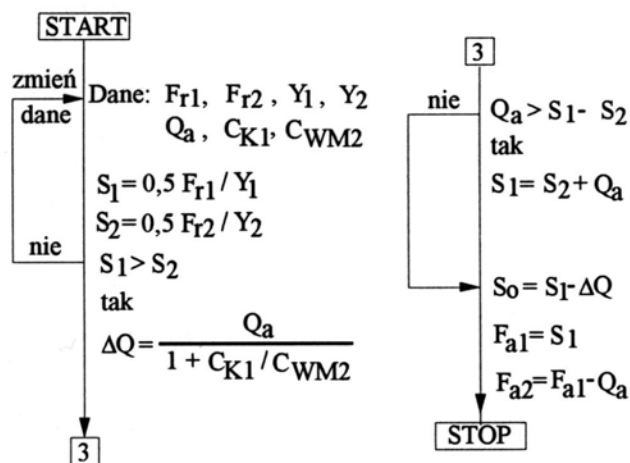 START
zmień
dane
Dane: Fr1, Fr2, Y1, Y2
Qa, CK1, CWM2
S1= 0,5 Fr1 / Y1
S2= 0,5 Fr2 / Y2
nie
S1> S2
tak
ΔQ= Qa
1 + CK1 / CWM2
3
3
nie
Qa > S1- S2
tak
S1= S2+ Qa
So = S1-ΔQ
Fa1= S1
Fa2=Fa1-Qa
STOP